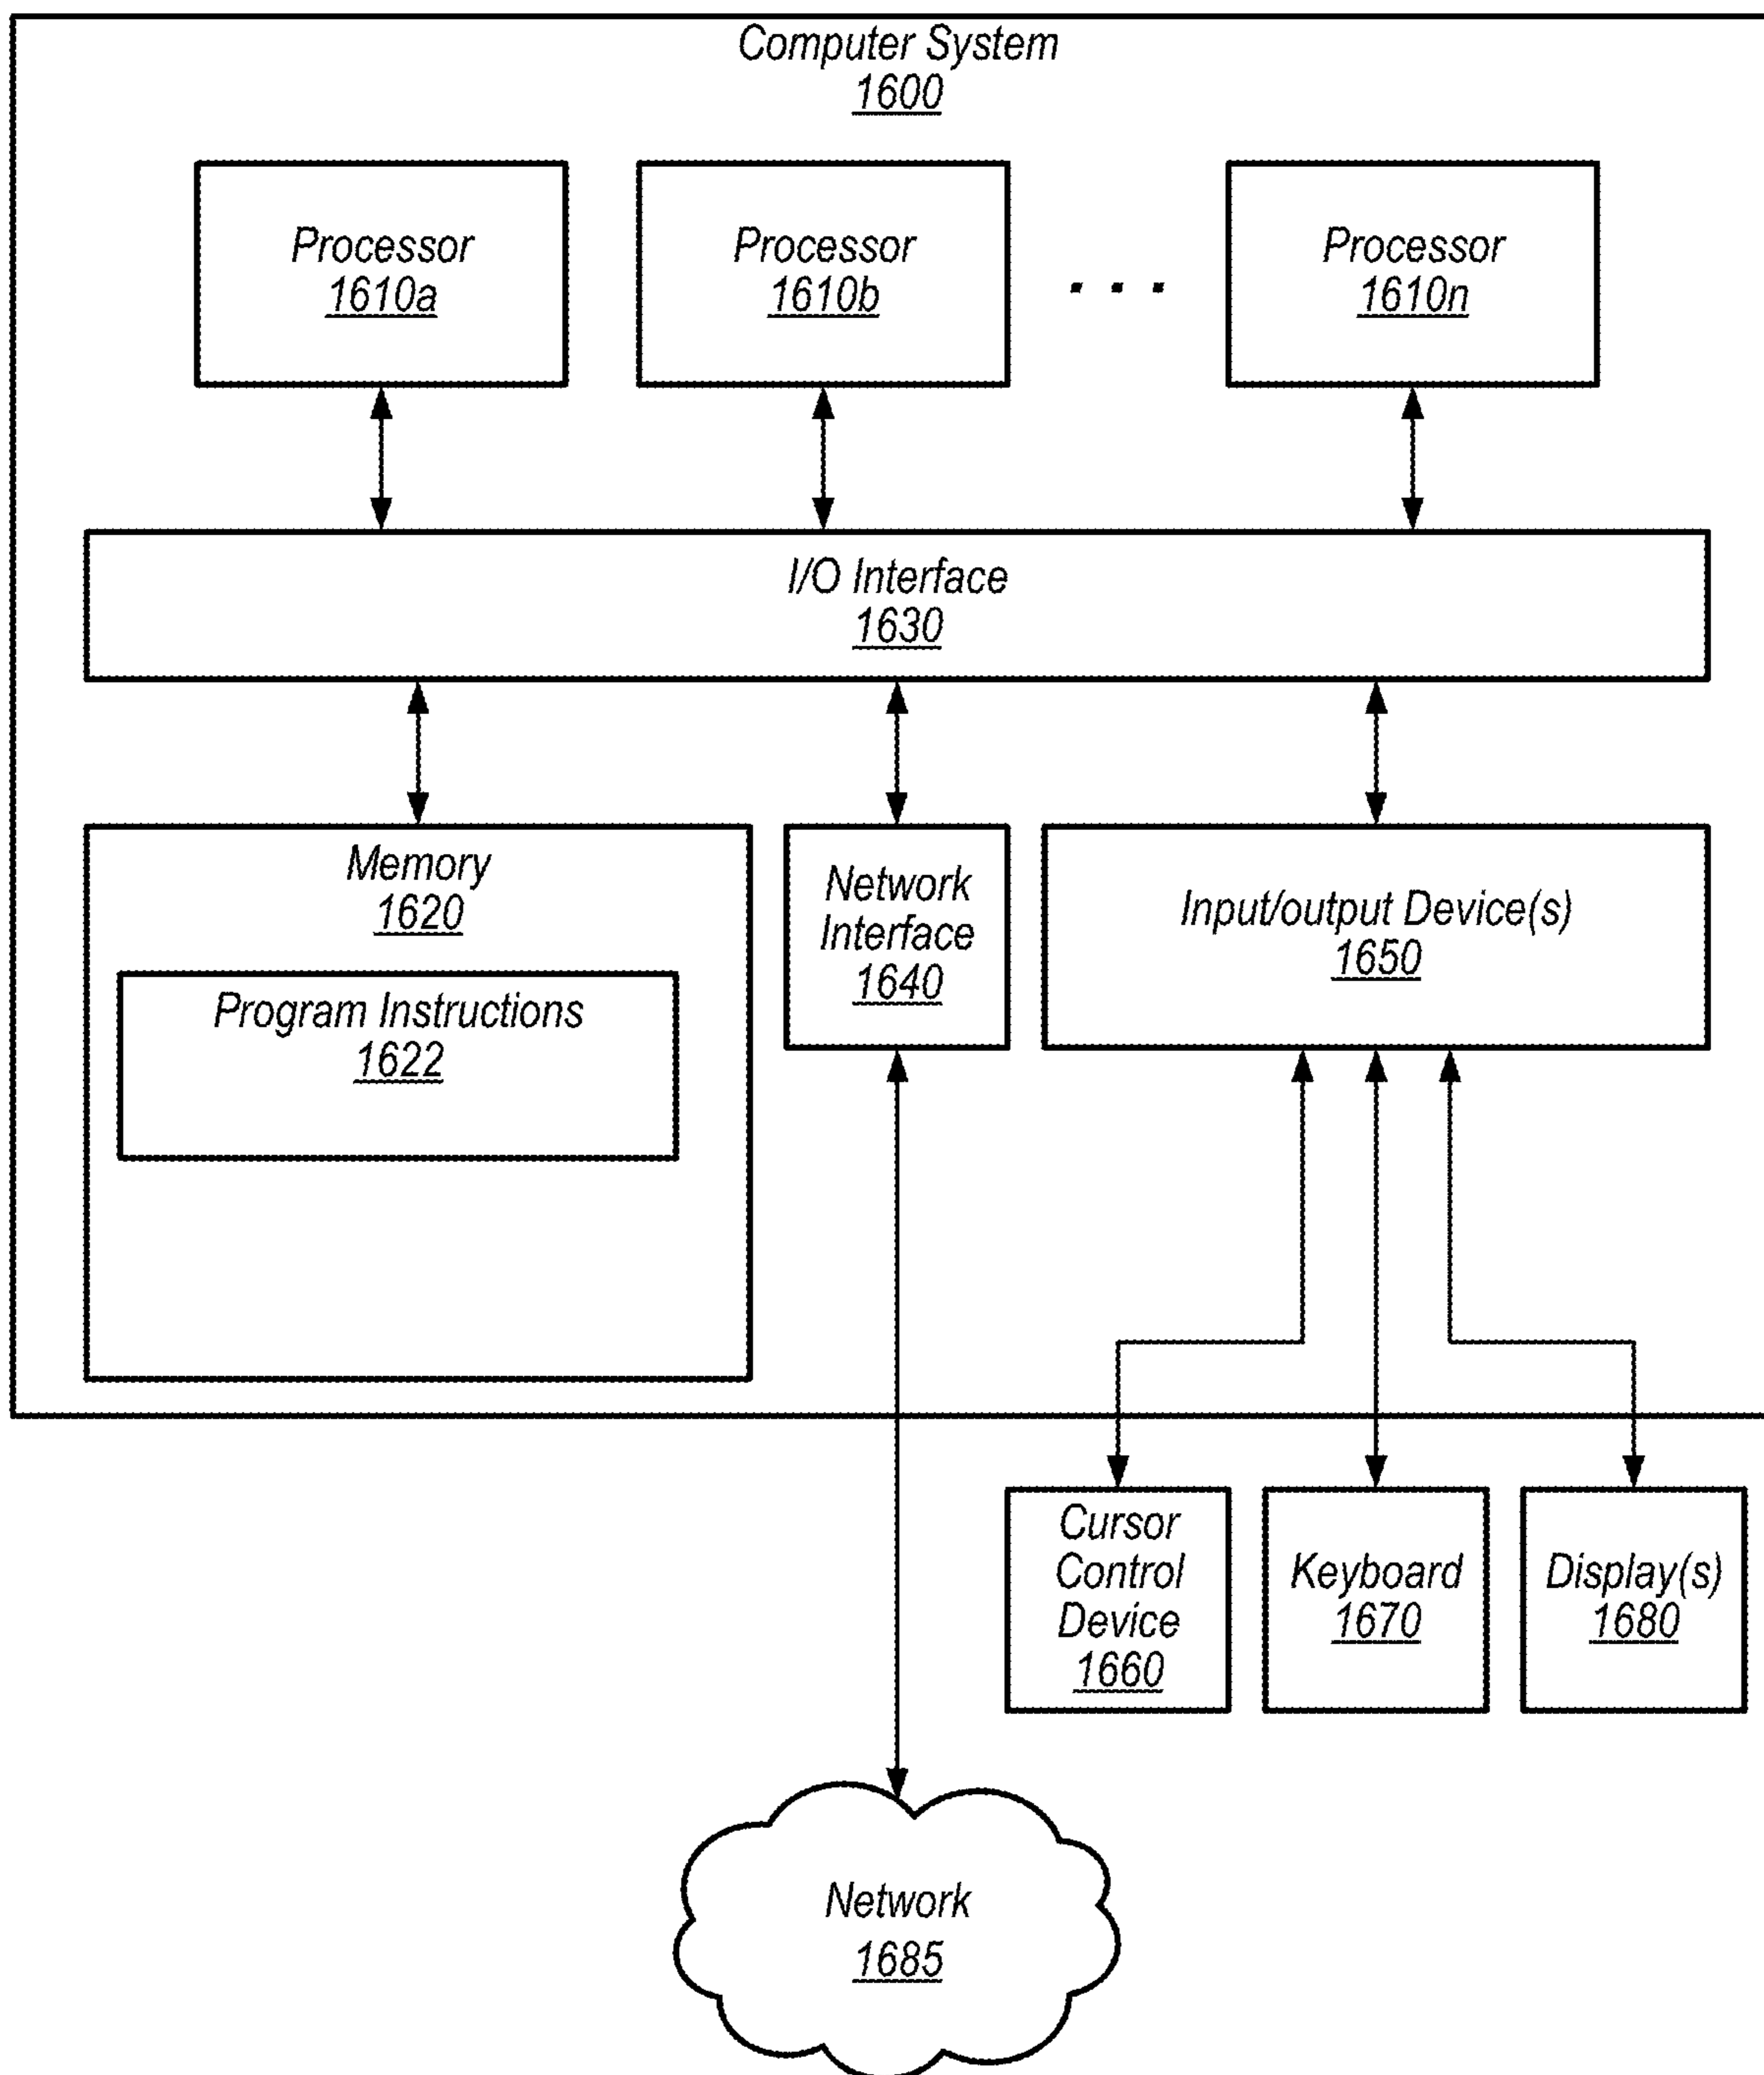 Computer System
1600
Processor
1610a
Processor
1610b
. . .
Processor
1610n
I/O Interface
1630
Memory
1620
Program Instructions
1622
Network
Interface
1640
Input/output Device(s)
1650
Cursor
Control
Device
1660
Keyboard
1670
Display(s)
1680
Network
1685